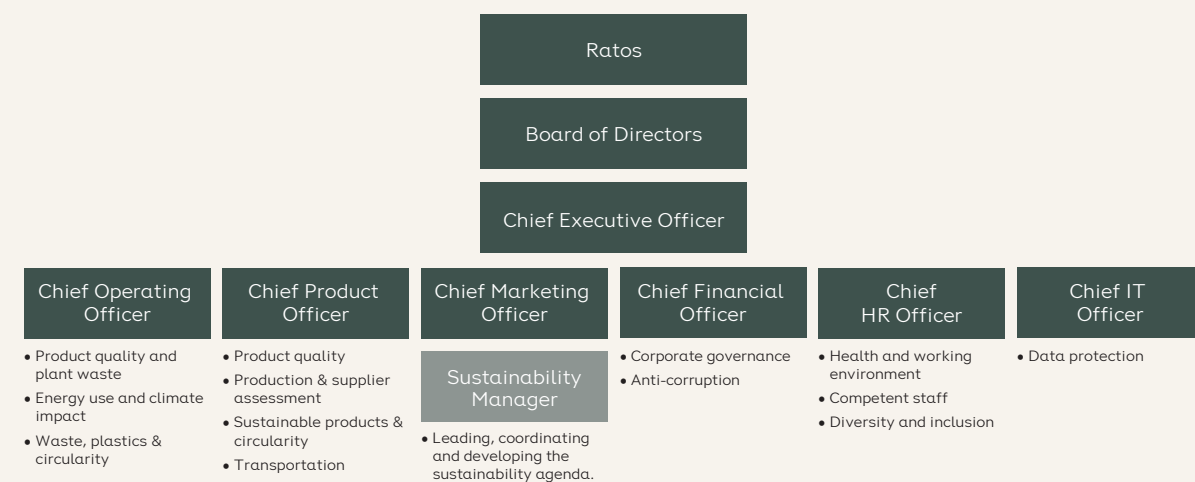 Ratos
Board of Directors
Chief Executive Officer
Chief Operating
Officer
• Product quality and
plant waste
• Energy use and climate
impact
• Waste, plastics &
circularity
Chief Product
Officer
• Product quality
• Production & supplier
assessment
• Sustainable products &
circularity
• Transportation
Chief Marketing
Officer
Sustainability
Manager
• Leading, coordinating
and developing the
sustainability agenda.
Chief Financial
Officer
• Corporate governance
• Anti-corruption
Chief
HR Officer
• Health and working
environment
• Competent staff
• Diversity and inclusion
Chief IT
Officer
• Data protection